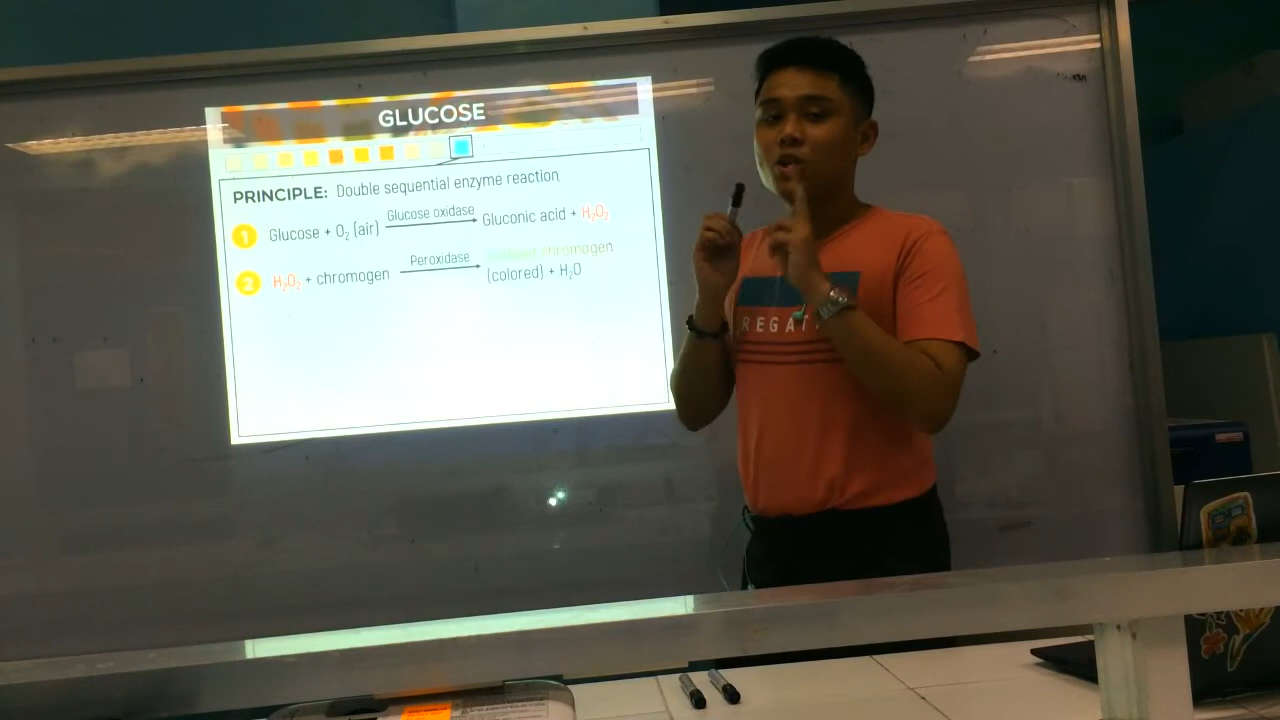 GLUCOSE
PRINCIPLE: Double sequential enzyme reaction
1 Glucose + O₂ (air) Glucose oxidase Gluconic acid + H₂O₂
2 H₂O₂ + chromogen Peroxidase Oxidized chromogen
(colored) + H₂O
REGAT